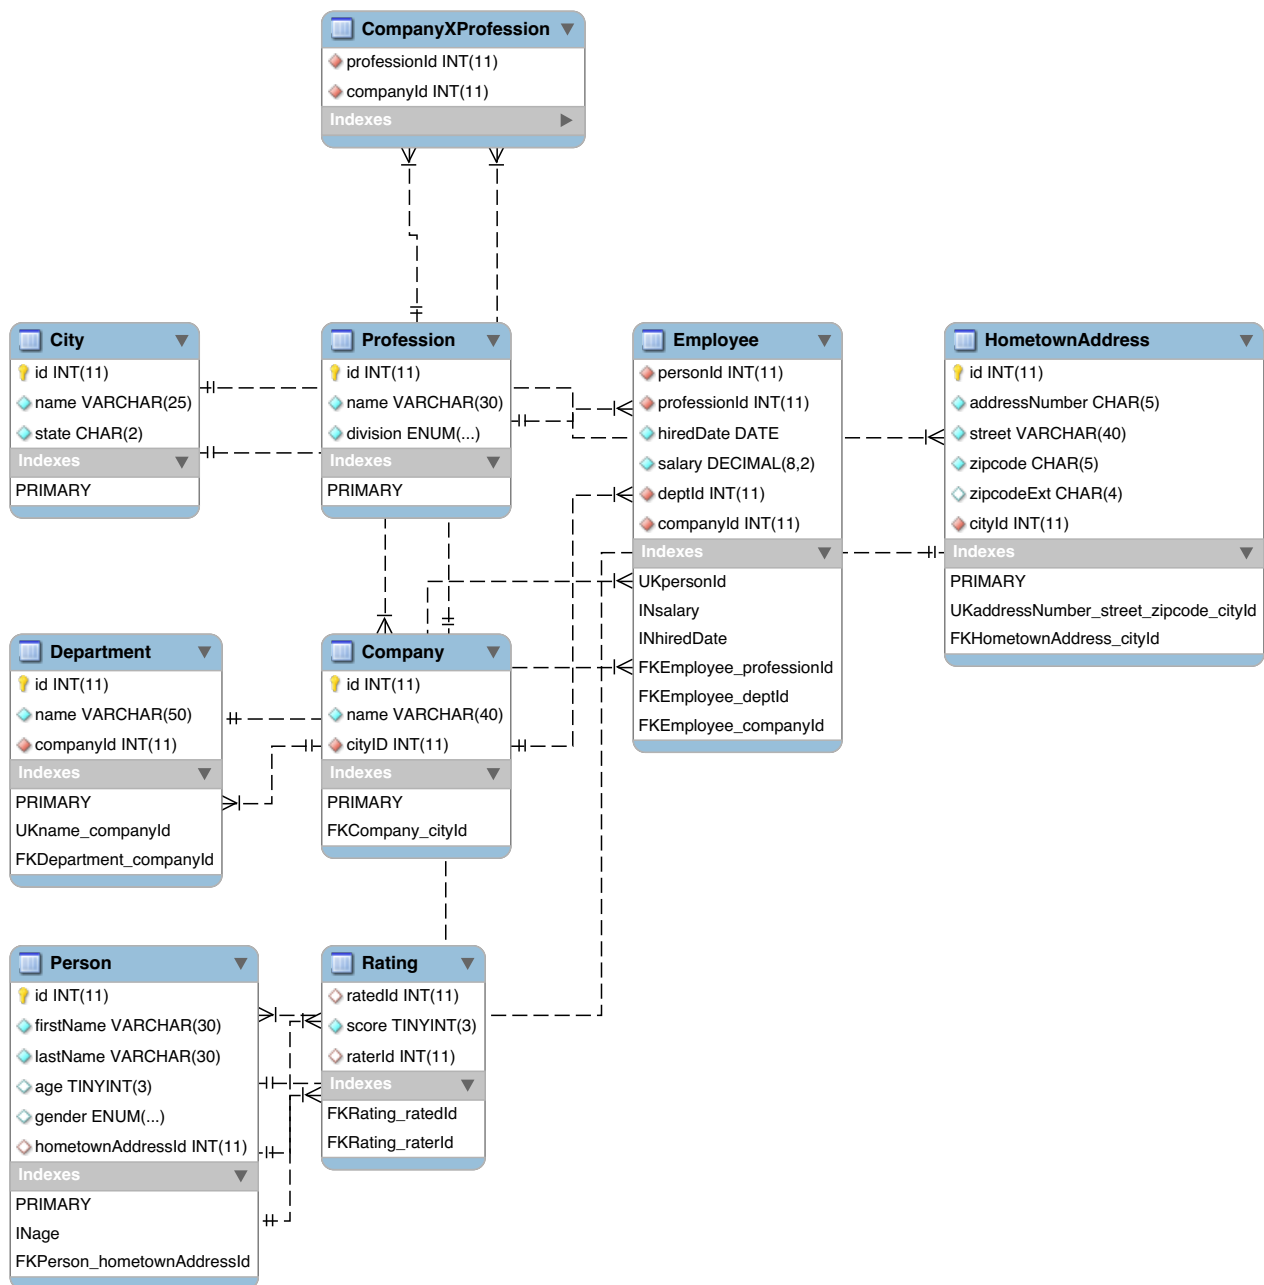 CompanyXProfession
professionId INT(11)
companyId INT(11)
Indexes
City
id INT(11)
name VARCHAR(25)
state CHAR(2)
Indexes
PRIMARY
Profession
id INT(11)
name VARCHAR(30)
division ENUM(...)
Indexes
PRIMARY
Employee
personId INT(11)
professionId INT(11)
hiredDate DATE
salary DECIMAL(8,2)
deptId INT(11)
companyId INT(11)
Indexes
UKpersonId
INsalary
INhiredDate
FKEmployee_professionId
FKEmployee_deptId
FKEmployee_companyId
HometownAddress
id INT(11)
addressNumber CHAR(5)
street VARCHAR(40)
zipcode CHAR(5)
zipcodeExt CHAR(4)
cityId INT(11)
Indexes
PRIMARY
UKaddressNumber_street_zipcode_cityId
FKHometownAddress_cityId
Department
id INT(11)
name VARCHAR(50)
companyId INT(11)
Indexes
PRIMARY
UKname_companyId
FKDepartment_companyId
Company
id INT(11)
name VARCHAR(40)
cityID INT(11)
Indexes
PRIMARY
FKCompany_cityId
Person
id INT(11)
firstName VARCHAR(30)
lastName VARCHAR(30)
age TINYINT(3)
gender ENUM(...)
hometownAddressId INT(11)
Indexes
PRIMARY
INage
FKPerson_hometownAddressId
Rating
ratedId INT(11)
score TINYINT(3)
raterId INT(11)
Indexes
FKRating_ratedId
FKRating_raterId